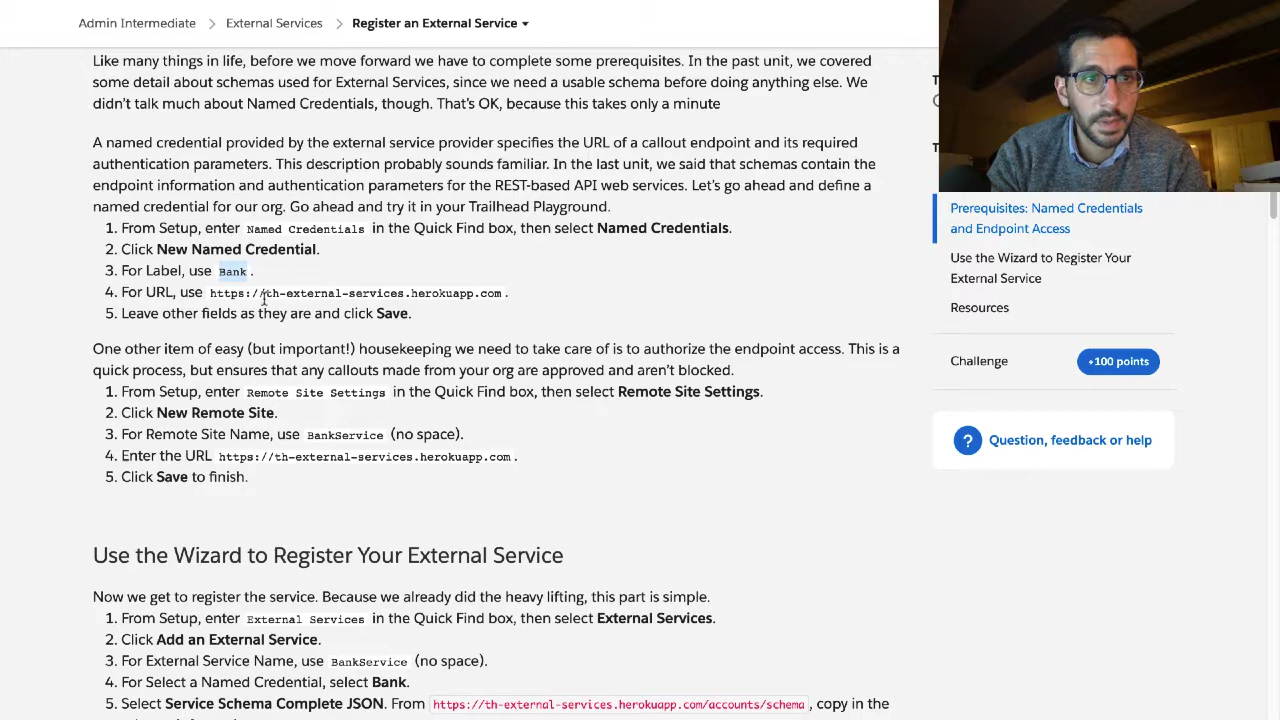 Admin Intermediate > External Services > Register an External Service
Like many things in life, before we move forward we have to complete some prerequisites. In the past unit, we covered
some detail about schemas used for External Services, since we need a usable schema before doing anything else. We
didn't talk much about Named Credentials, though. That's OK, because this takes only a minute
A named credential provided by the external service provider specifies the URL of a callout endpoint and its required
authentication parameters. This description probably sounds familiar. In the last unit, we said that schemas contain the
endpoint information and authentication parameters for the REST-based API web services. Let's go ahead and define a
named credential for our org. Go ahead and try it in your Trailhead Playground.
1. From Setup, enter Named Credentials in the Quick Find box, then select Named Credentials.
2. Click New Named Credential.
3. For Label, use Bank .
4. For URL, use https://th-external-services.herokuapp.com .
5. Leave other fields as they are and click Save.
One other item of easy (but important!) housekeeping we need to take care of is to authorize the endpoint access. This is a
quick process, but ensures that any callouts made from your org are approved and aren't blocked.
1. From Setup, enter Remote Site Settings in the Quick Find box, then select Remote Site Settings.
2. Click New Remote Site.
3. For Remote Site Name, use BankService (no space).
4. Enter the URL https://th-external-services.herokuapp.com .
5. Click Save to finish.
Use the Wizard to Register Your External Service
Now we get to register the service. Because we already did the heavy lifting, this part is simple.
1. From Setup, enter External Services in the Quick Find box, then select External Services.
2. Click Add an External Service.
3. For External Service Name, use BankService (no space).
4. For Select a Named Credential, select Bank.
5. Select Service Schema Complete JSON. From https://th-external-services.herokuapp.com/accounts/schema , copy in the
Prerequisites: Named Credentials
and Endpoint Access
Use the Wizard to Register Your
External Service
Resources
Challenge +100 points
? Question, feedback or help